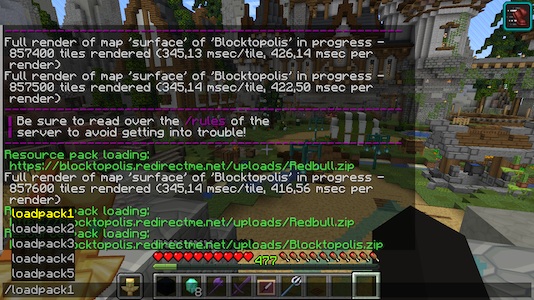 Full render of map 'surface' of 'Blocktopolis' in progress -
857400 tiles rendered (345,13 msec/tile, 426,14 msec per
render)
Full render of map 'surface' of 'Blocktopolis' in progress -
857500 tiles rendered (345,14 msec/tile, 422,50 msec per
render)
Be sure to read over the /rules of the
server to avoid getting into trouble!
Resource pack loading:
https://blocktopolis.redirectme.net/uploads/Redbull.zip
Full render of map 'surface' of 'Blocktopolis' in progress -
857600 tiles rendered (345,14 msec/tile, 416,56 msec per
render)
pack loading:
loadpack1
blocktopolis.redirectme.net/uploads/Redbull.zip
loadpack2
pack loading:
loadpack3
blocktopolis.redirectme.net/uploads/Blocktopolis.zip
loadpack4
loadpack5
477
8
/loadpack1